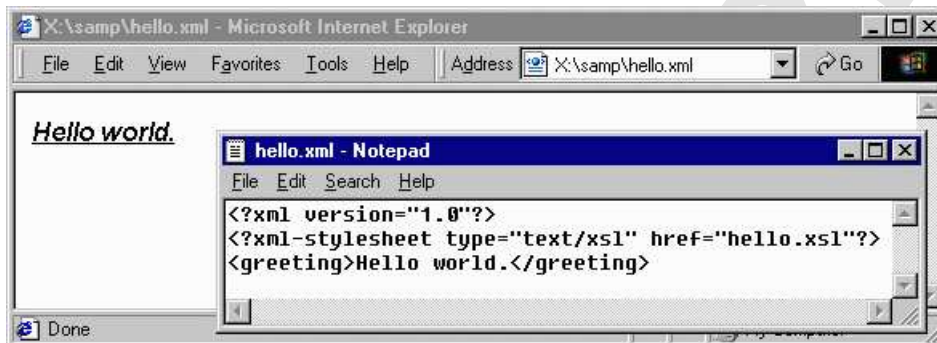 X:\samp\hello.xml - Microsoft Internet Explorer
File Edit View Favorites Tools Help Address X:\samp\hello.xml Go
Hello world.
hello.xml - Notepad
File Edit Search Help
<?xml version="1.0"?>
<?xml-stylesheet type="text/xsl" href="hello.xsl"?>
<greeting>Hello world.</greeting>
Done